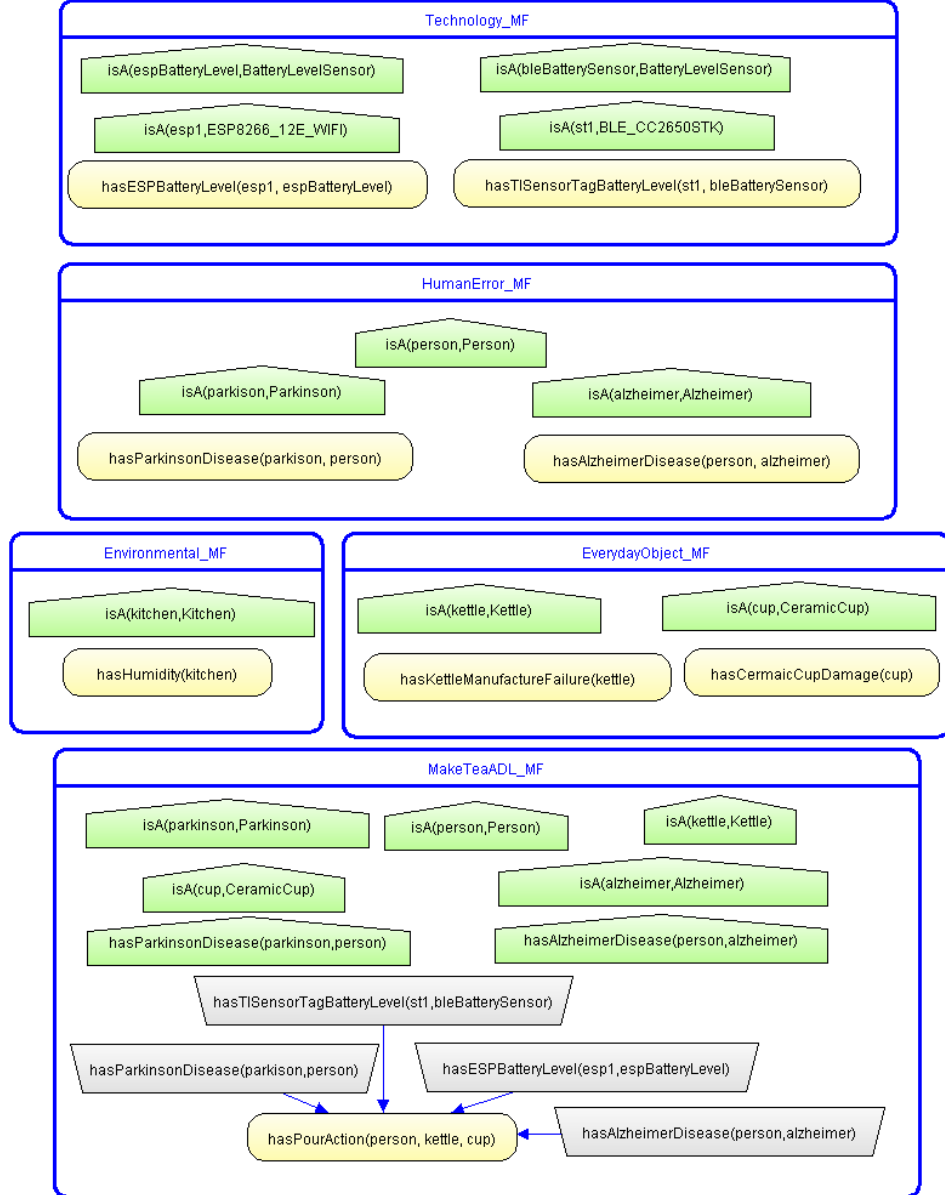 Technology_MF
isA(espBatteryLevel,BatteryLevelSensor)
isA(bleBatterySensor,BatteryLevelSensor)
isA(esp1,ESP8266_12E_WIFI)
isA(st1,BLE_CC2650STK)
hasESPBatteryLevel(esp1, espBatteryLevel)
hasTISensorTagBatteryLevel(st1, bleBatterySensor)
HumanError_MF
isA(person,Person)
isA(parkison,Parkinson)
isA(alzheimer,Alzheimer)
hasParkinsonDisease(parkison, person)
hasAlzheimerDisease(person, alzheimer)
Environmental_MF
isA(kitchen,Kitchen)
hasHumidity(kitchen)
EverydayObject_MF
isA(kettle,Kettle)
isA(cup,CeramicCup)
hasKettleManufactureFailure(kettle)
hasCermaicCupDamage(cup)
MakeTeaADL_MF
isA(parkinson,Parkinson)
isA(person,Person)
isA(kettle,Kettle)
isA(cup,CeramicCup)
isA(alzheimer,Alzheimer)
hasParkinsonDisease(parkinson,person)
hasAlzheimerDisease(person,alzheimer)
hasTISensorTagBatteryLevel(st1,bleBatterySensor)
hasParkinsonDisease(parkison,person)
hasESPBatteryLevel(esp1,espBatteryLevel)
hasPourAction(person, kettle, cup)
hasAlzheimerDisease(person,alzheimer)